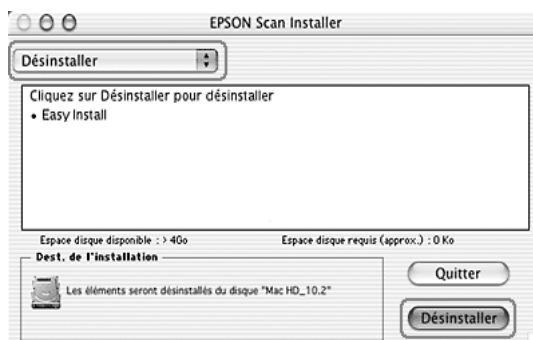 EPSON Scan Installer
Désinstaller
Cliquez sur Désinstaller pour désinstaller
• Easy Install
Espace disque disponible : > 4Go Espace disque requis (approx.) : 0 Ko
Dest. de l'installation
Les éléments seront désinstallés du disque "Mac HD_10.2"
Quitter
Désinstaller